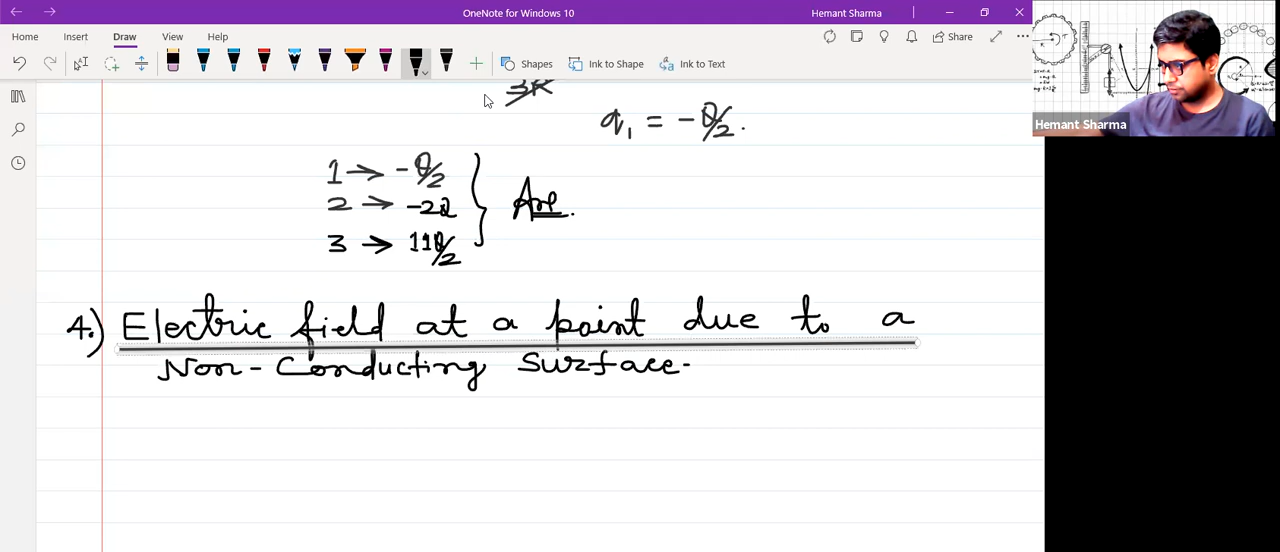 OneNote for Windows 10
Hemant Sharma
Home Insert Draw View Help
Share
Shapes
Ink to Shape
Ink to Text
3R
q₁ = -Q/2.
1 → -Q/2
2 → -2Q
3 → 11Q/2
Ans.
4.) Electric field at a point due to a
Non-Conducting Surface-
Hemant Sharma